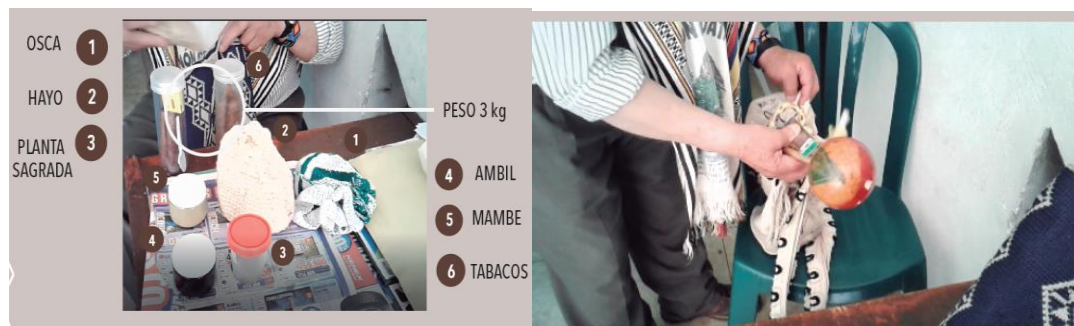 OSCA 1
HAYO 2
PLANTA 3
SAGRADA
6
2
1
5
4
3
PESO 3 kg
4 AMBIL
5 MAMBE
6 TABACOS